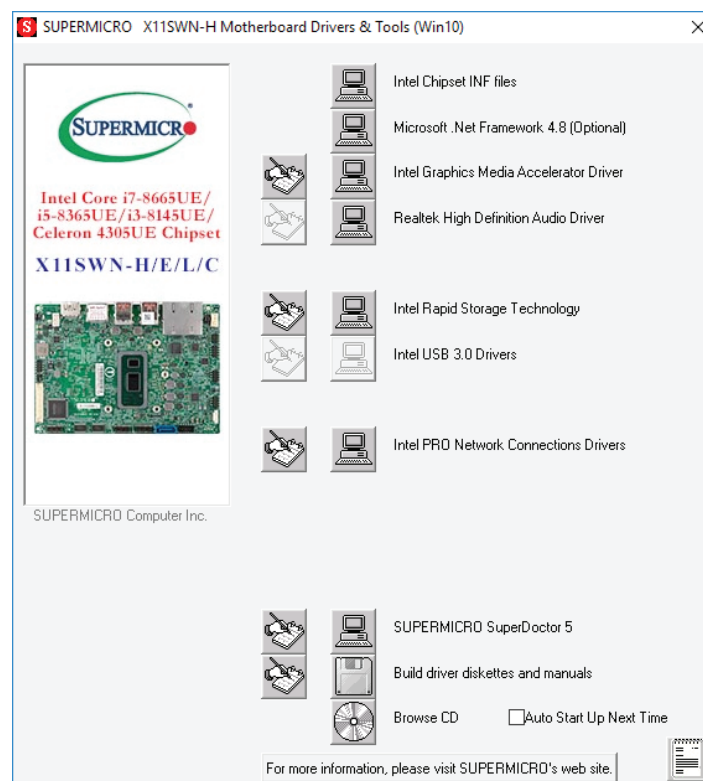 SUPERMICRO X11SWN-H Motherboard Drivers & Tools (Win10)
SUPERMICRO
Intel Core i7-8665UE/
i5-8365UE/i3-8145UE/
Celeron 4305UE Chipset
X11SWN-H/E/L/C
SUPERMICRO Computer Inc.
Intel Chipset INF files
Microsoft .Net Framework 4.8 (Optional)
Intel Graphics Media Accelerator Driver
Realtek High Definition Audio Driver
Intel Rapid Storage Technology
Intel USB 3.0 Drivers
Intel PRO Network Connections Drivers
SUPERMICRO SuperDoctor 5
Build driver diskettes and manuals
Browse CD
Auto Start Up Next Time
For more information, please visit SUPERMICRO's web site.